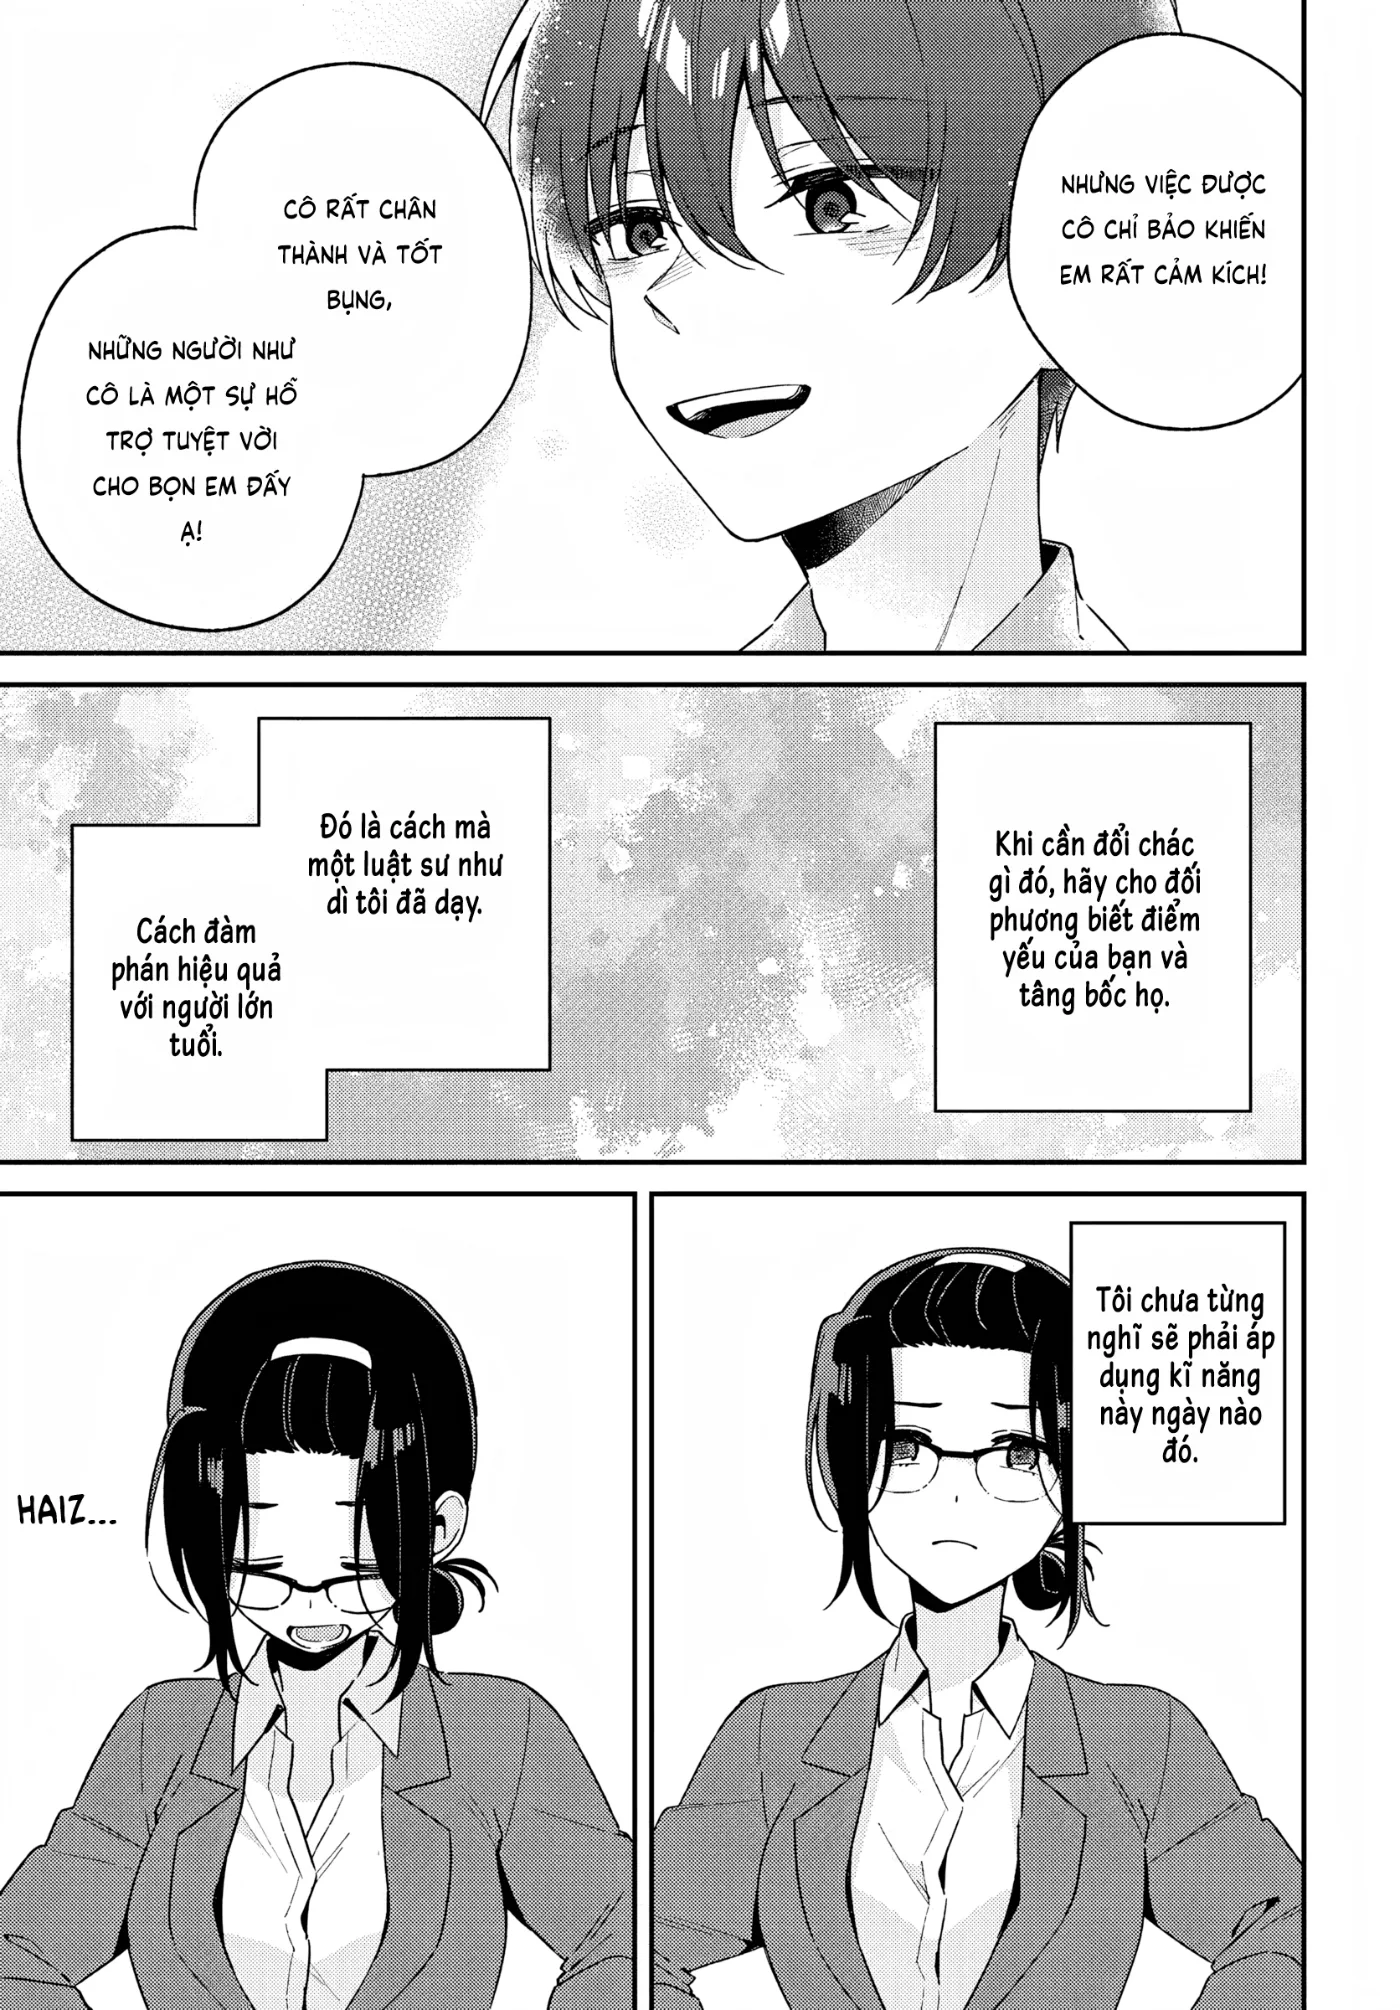 NHƯNG VIỆC ĐƯỢC
CÔ CHỈ BẢO KHIẾN
EM RẤT CẢM KÍCH!
CÔ RẤT CHÂN
THÀNH VÀ TỐT
BỤNG,
NHỮNG NGƯỜI NHƯ
CÔ LÀ MỘT SỰ HỖ
TRỢ TUYỆT VỜI
CHO BỌN EM ĐẤY
Ạ!
Khi cần đổi chác
gì đó, hãy cho đối
phương biết điểm
yếu của bạn và
tâng bốc họ.
Đó là cách mà
một luật sư như
dì tôi đã dạy.
Cách đàm
phán hiệu quả
với người lớn
tuổi.
Tôi chưa từng
nghĩ sẽ phải áp
dụng kĩ năng
này ngày nào
đó.
HAIZ...